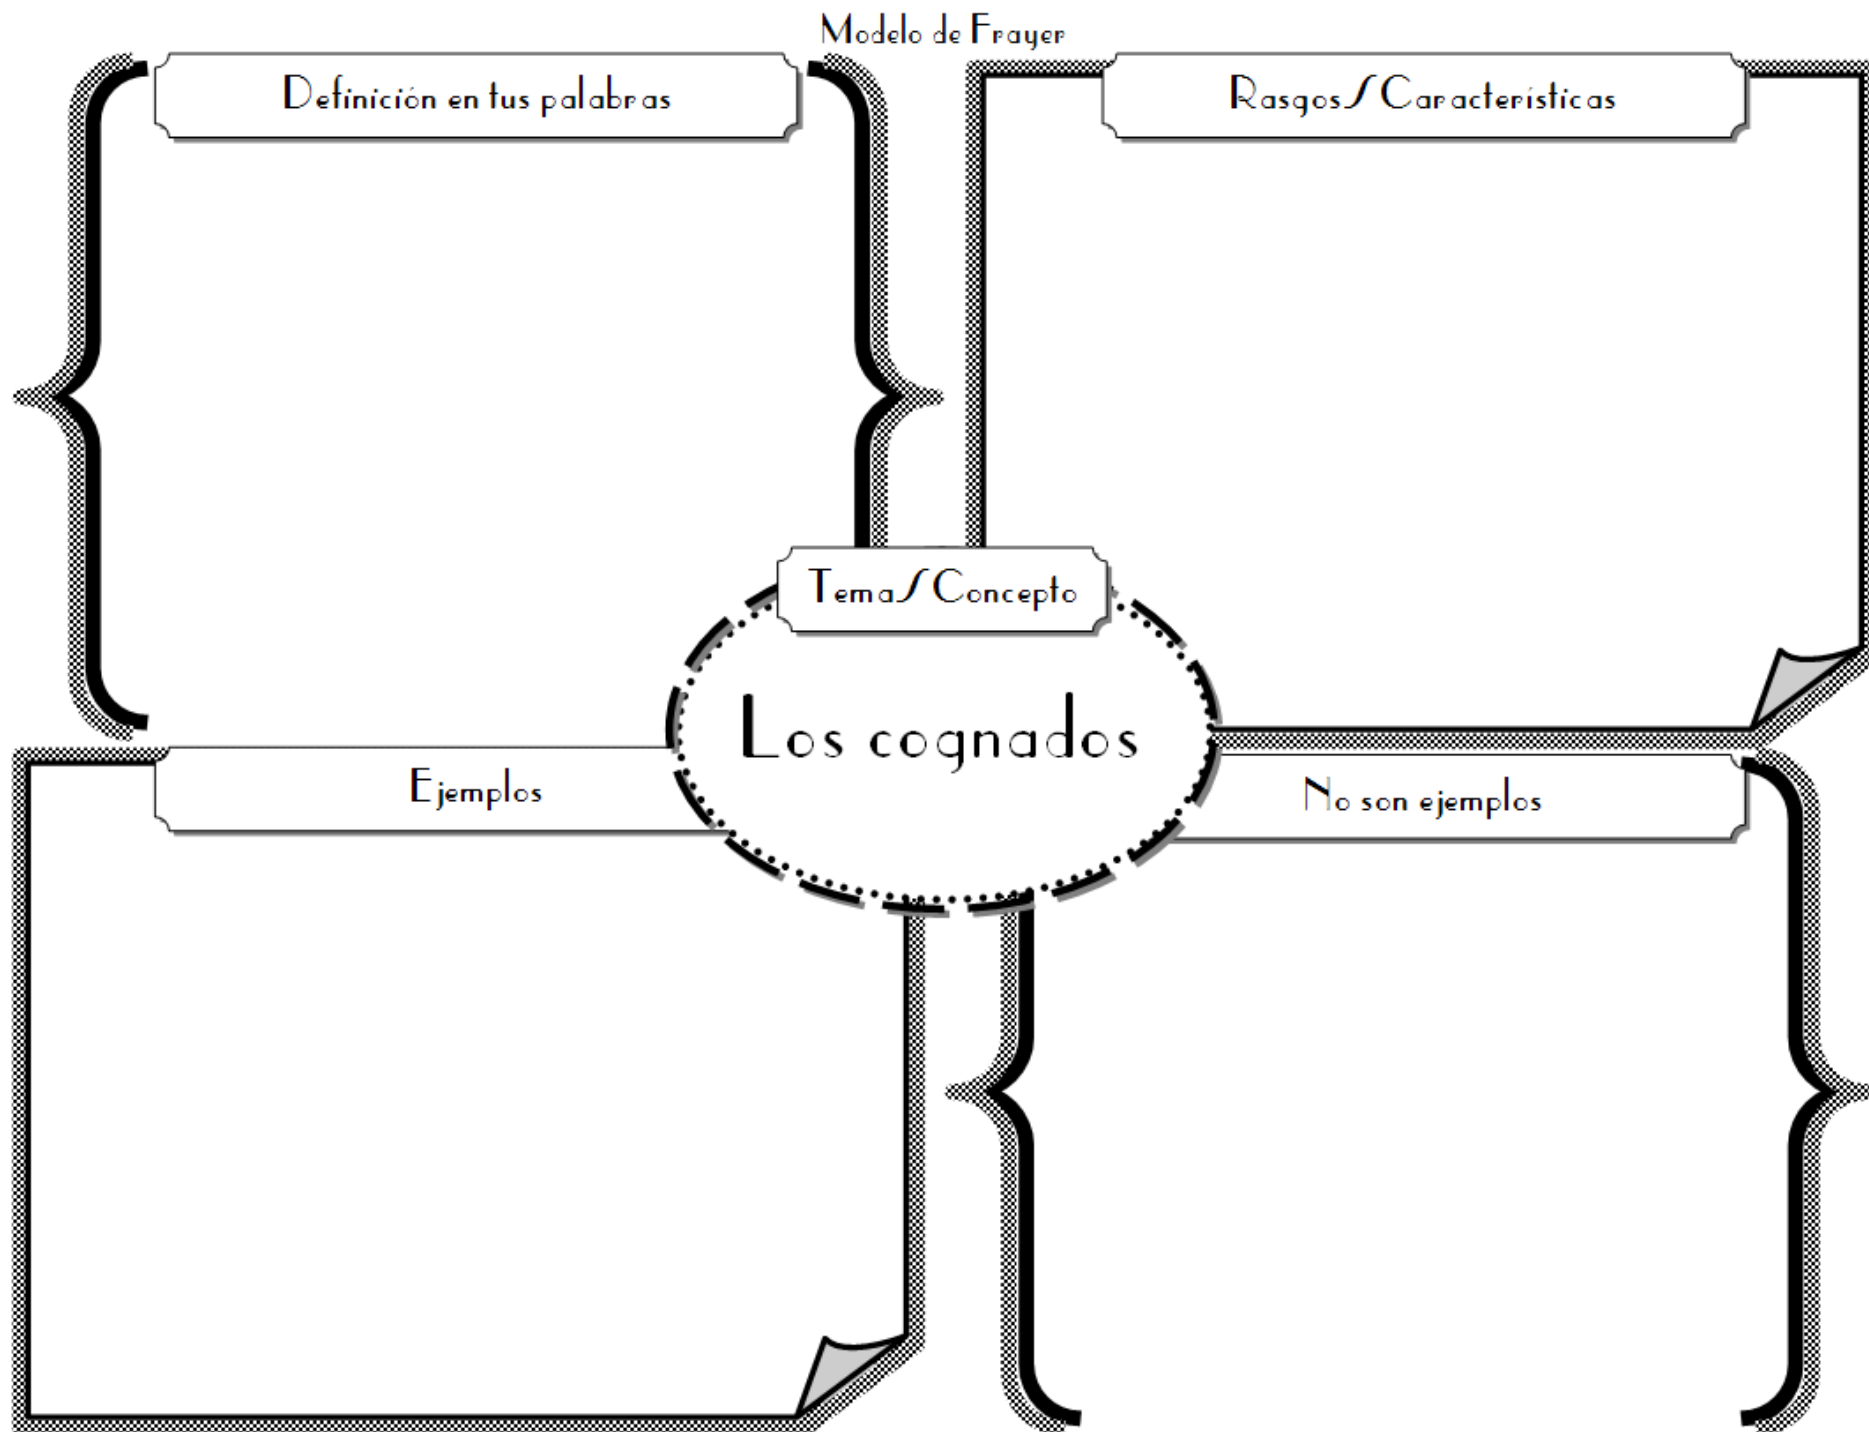 Modelo de Frayer
Definición en tus palabras
Rasgos/Características
Tema/Concepto
Los cognados
Ejemplos
No son ejemplos